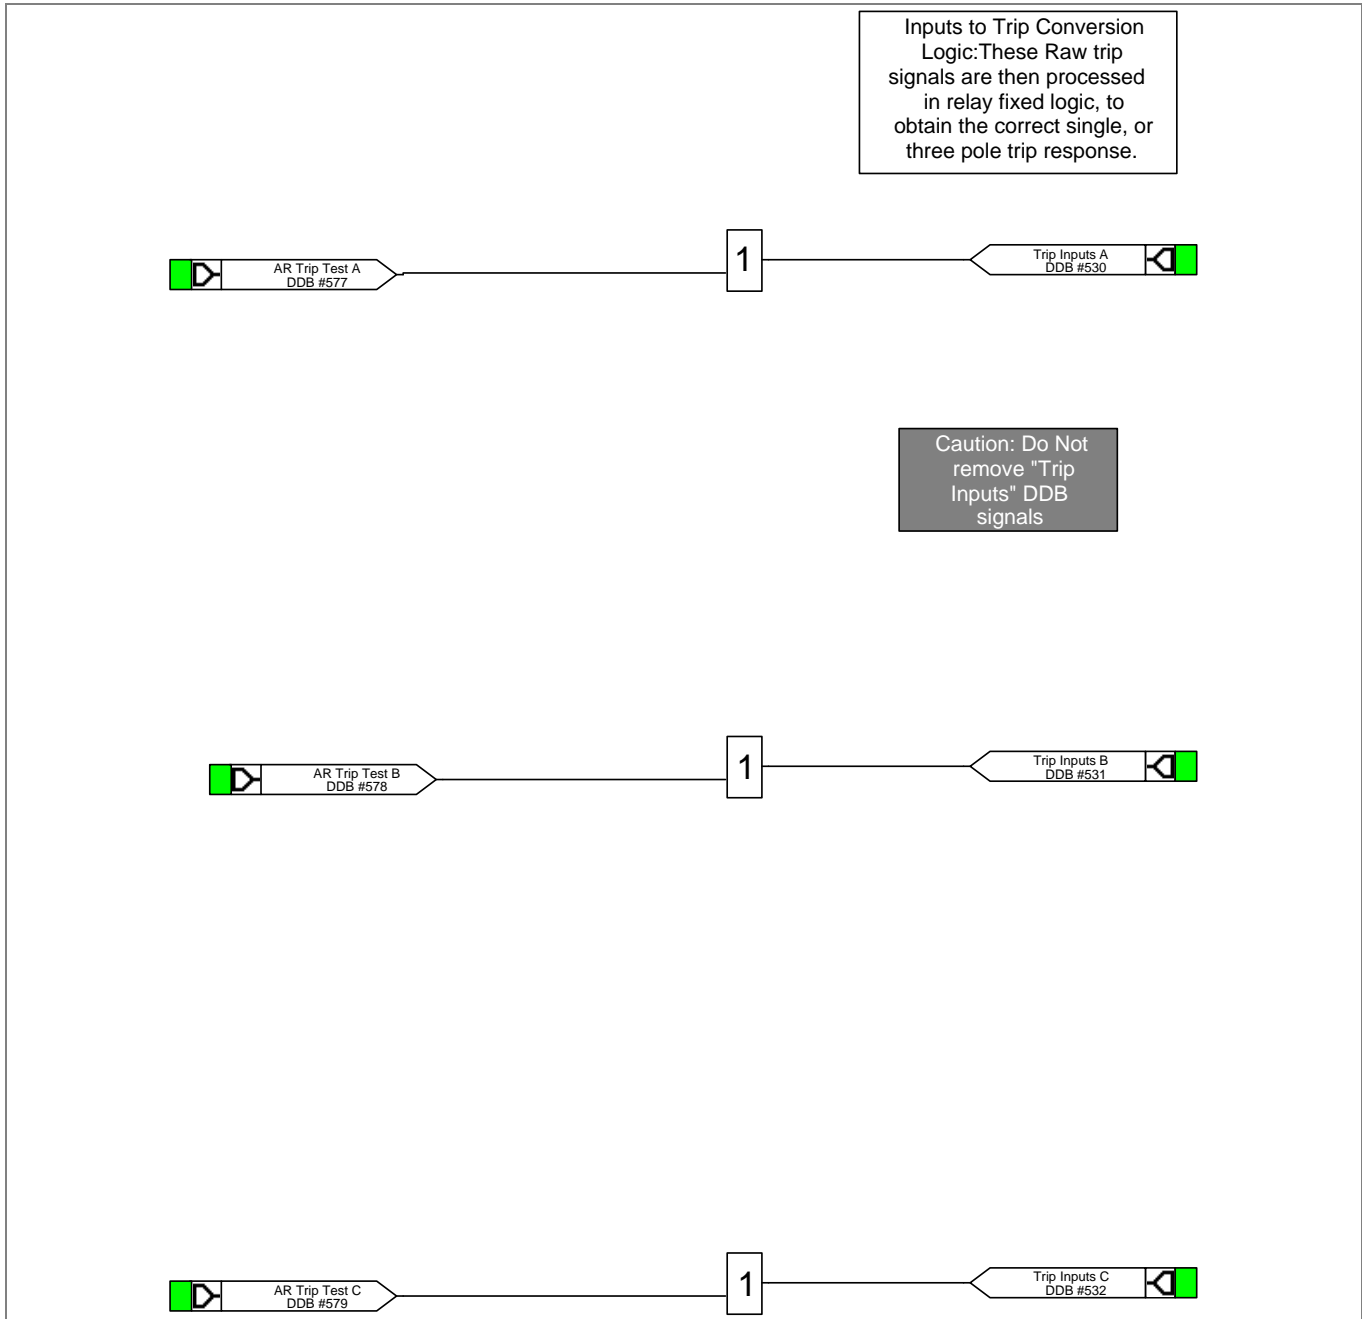 Inputs to Trip Conversion
Logic:These Raw trip
signals are then processed
in relay fixed logic, to
obtain the correct single, or
three pole trip response.
AR Trip Test A
DDB #577
1
Trip Inputs A
DDB #530
Caution: Do Not
remove "Trip
Inputs" DDB
signals
AR Trip Test B
DDB #578
1
Trip Inputs B
DDB #531
AR Trip Test C
DDB #579
1
Trip Inputs C
DDB #532